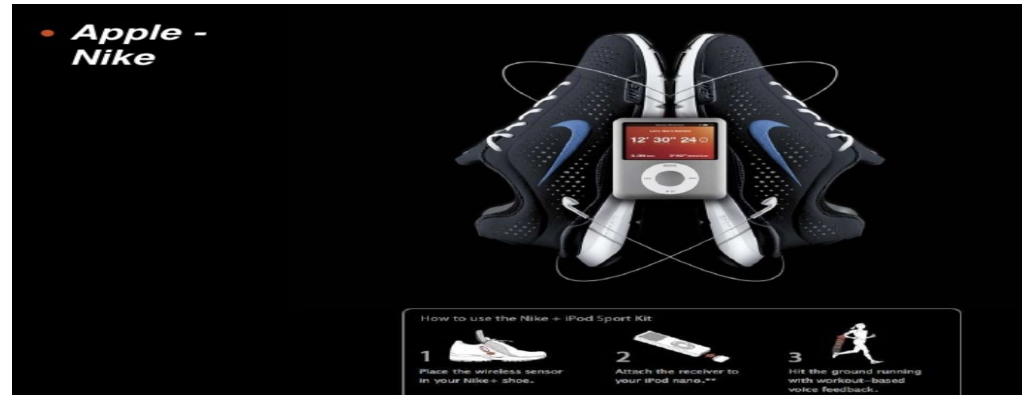 Apple -
Nike
12' 30" 24
How to use the Nike + iPod Sport Kit
1
Place the wireless sensor
in your Nike+ shoe.
2
Attach the receiver to
your iPod nano.**
3
Hit the ground running
with workout-based
voice feedback.